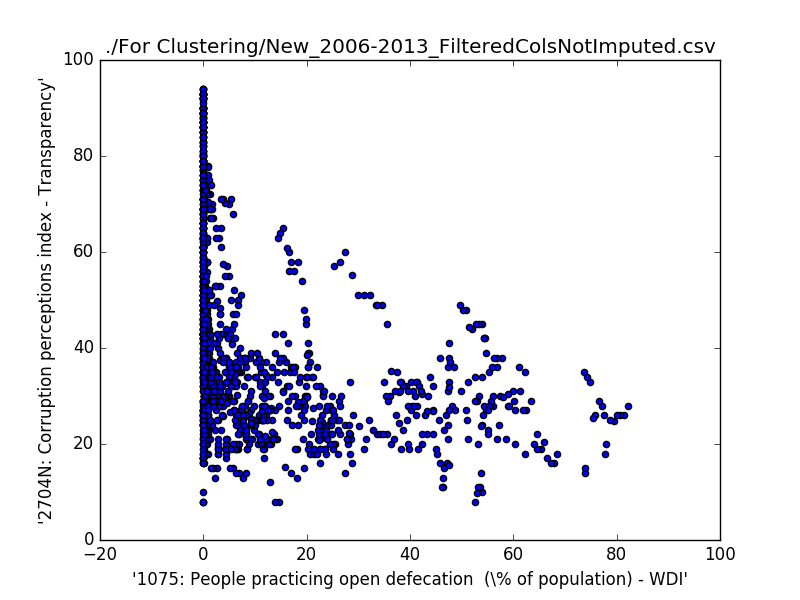 ./For Clustering/New_2006-2013_FilteredColsNotImputed.csv
100
80
60
40
20
0
'2704N: Corruption perceptions index - Transparency'
−20 0 20 40 60 80 100
'1075: People practicing open defecation  (\% of population) - WDI'